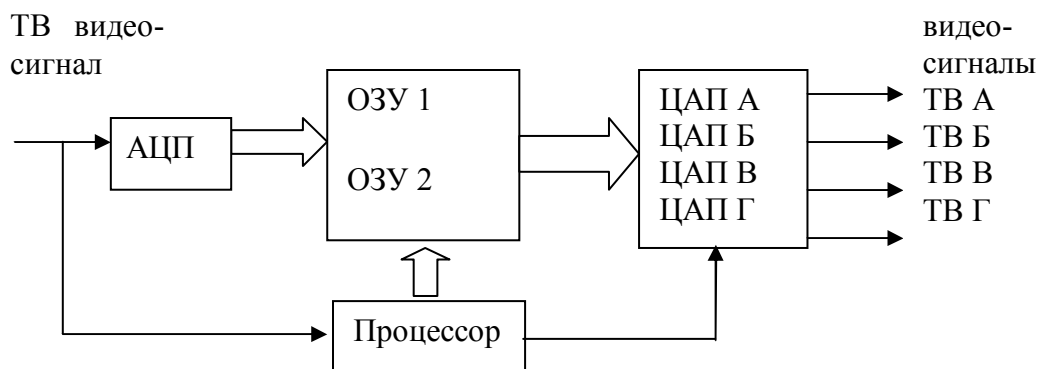 ТВ видео-
сигнал
АЦП
ОЗУ 1
ОЗУ 2
Процессор
ЦАП А
ЦАП Б
ЦАП В
ЦАП Г
видео-
сигналы
ТВ А
ТВ Б
ТВ В
ТВ Г